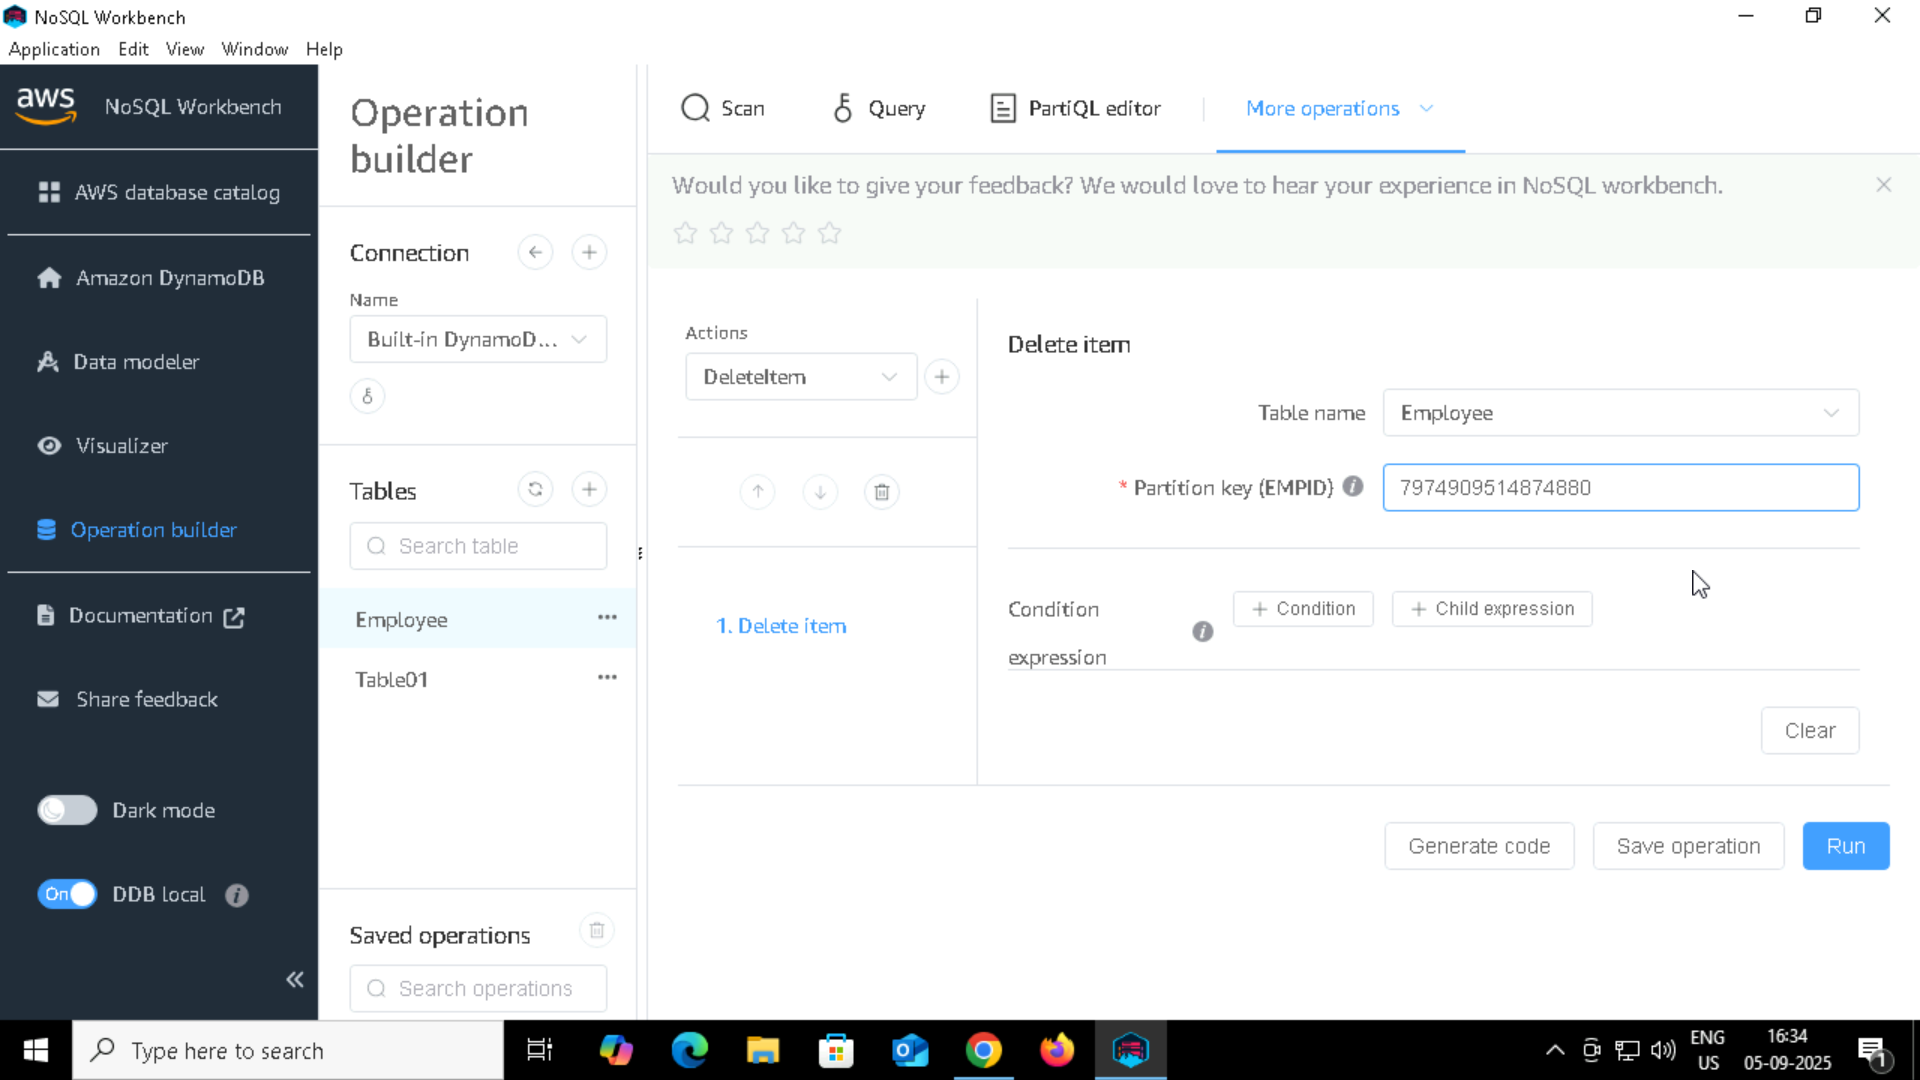 NoSQL Workbench
Application Edit View Window Help
aws NoSQL Workbench
AWS database catalog
Amazon DynamoDB
Data modeler
Visualizer
Operation builder
Documentation
Share feedback
Dark mode
On DDB local
Operation
builder
Connection
Name
Built-in DynamoD...
Tables
Search table
Employee
Table01
Saved operations
Search operations
Scan Query PartiQL editor More operations
Would you like to give your feedback? We would love to hear your experience in NoSQL workbench.
Actions
DeleteItem
1. Delete item
Delete item
Table name Employee
* Partition key (EMPID) 7974909514874880
Condition
expression
+ Condition + Child expression
Clear
Generate code Save operation Run
Type here to search
ENG
US
16:34
05-09-2025
1